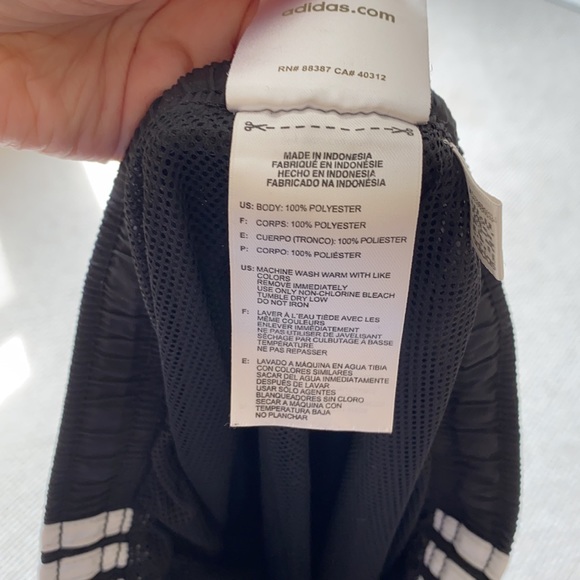 adidas.com
RN# 88387 CA# 40312
MADE IN INDONESIA
FABRIQUÉ EN INDONÉSIE
HECHO EN INDONESIA
FABRICADO NA INDONÉSIA
US: BODY: 100% POLYESTER
F: CORPS: 100% POLYESTER
E: CUERPO (TRONCO): 100% POLIESTER
P: CORPO: 100% POLIÉSTER
US: MACHINE WASH WARM WITH LIKE
COLORS
REMOVE IMMEDIATELY
USE ONLY NON-CHLORINE BLEACH
TUMBLE DRY LOW
DO NOT IRON
F: LAVER À L'EAU TIÈDE AVEC LES
MÊME COULEURS
ENLEVER IMMÉDIATEMENT
NE PAS UTILISER DE JAVELISANT
SÉCHAGE PAR CULBUTAGE À BASSE
TEMPÉRATURE
NE PAS REPASSER
E: LAVADO A MÁQUINA EN AGUA TIBIA
CON COLORES SIMILARES
SACAR DEL AGUA INMEDIATAMENTE
DESPUÉS DE LAVAR
USAR SÓLO AGENTES
BLANQUEADORES SIN CLORO
SECAR A MÁQUINA CON
TEMPERATURA BAJA
NO PLANCHAR